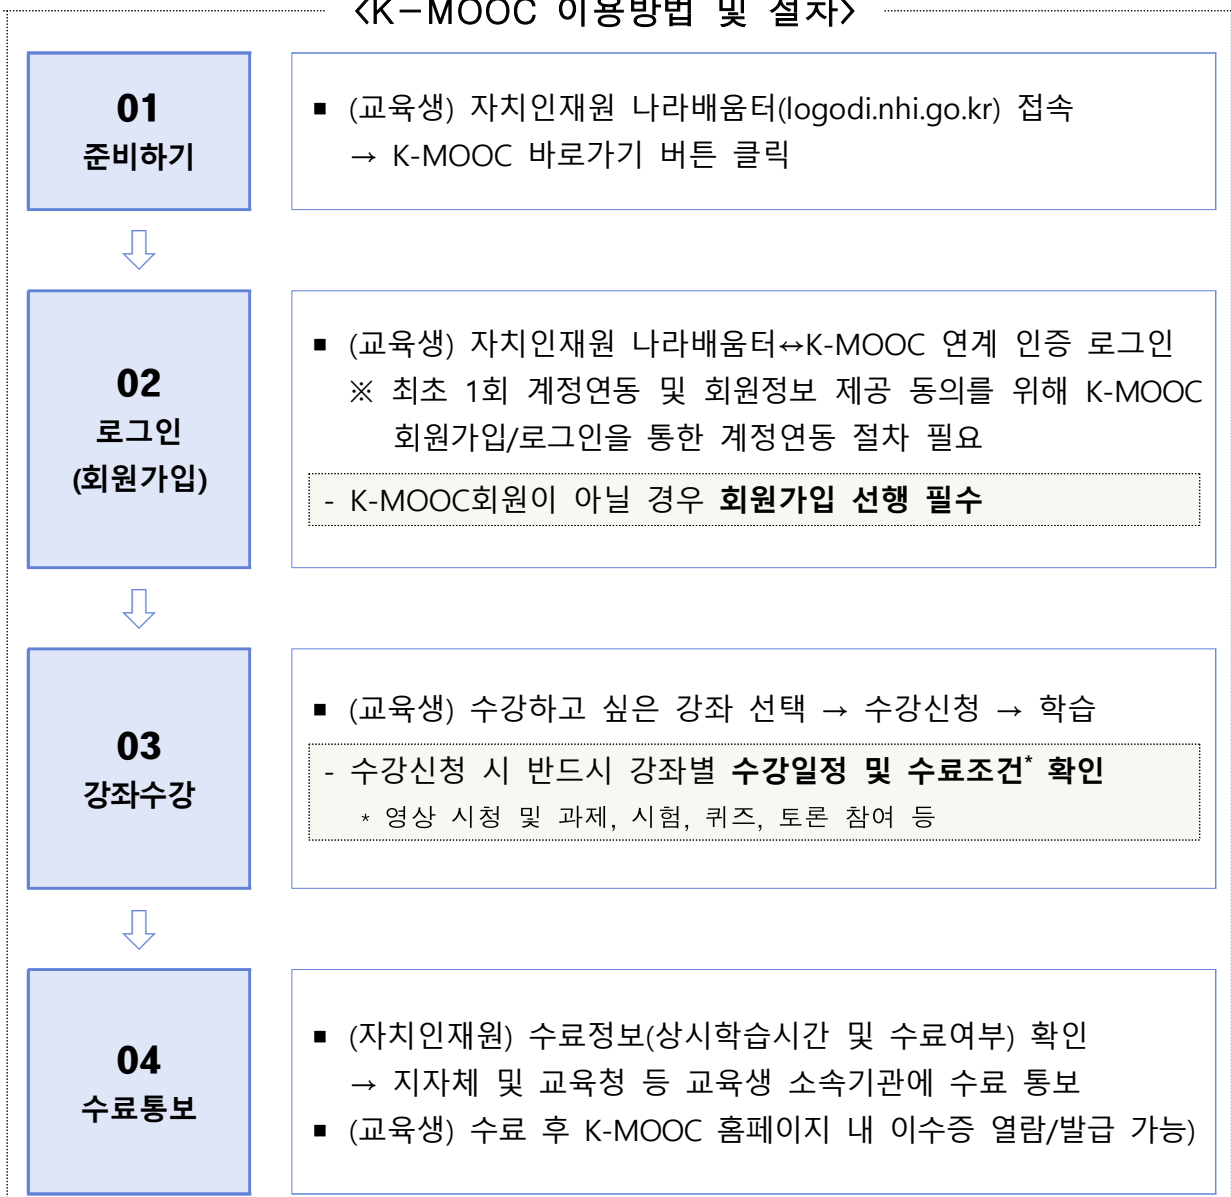 <K-MOOC 이용방법 및 절차>
01
준비하기
▪ (교육생) 자치인재원 나라배움터(logodi.nhi.go.kr) 접속
→ K-MOOC 바로가기 버튼 클릭
02
로그인
(회원가입)
▪ (교육생) 자치인재원 나라배움터↔K-MOOC 연계 인증 로그인
※ 최초 1회 계정연동 및 회원정보 제공 동의를 위해 K-MOOC
회원가입/로그인을 통한 계정연동 절차 필요
- K-MOOC회원이 아닐 경우 회원가입 선행 필수
03
강좌수강
▪ (교육생) 수강하고 싶은 강좌 선택 → 수강신청 → 학습
- 수강신청 시 반드시 강좌별 수강일정 및 수료조건* 확인
* 영상 시청 및 과제, 시험, 퀴즈, 토론 참여 등
04
수료통보
▪ (자치인재원) 수료정보(상시학습시간 및 수료여부) 확인
→ 지자체 및 교육청 등 교육생 소속기관에 수료 통보
▪ (교육생) 수료 후 K-MOOC 홈페이지 내 이수증 열람/발급 가능)